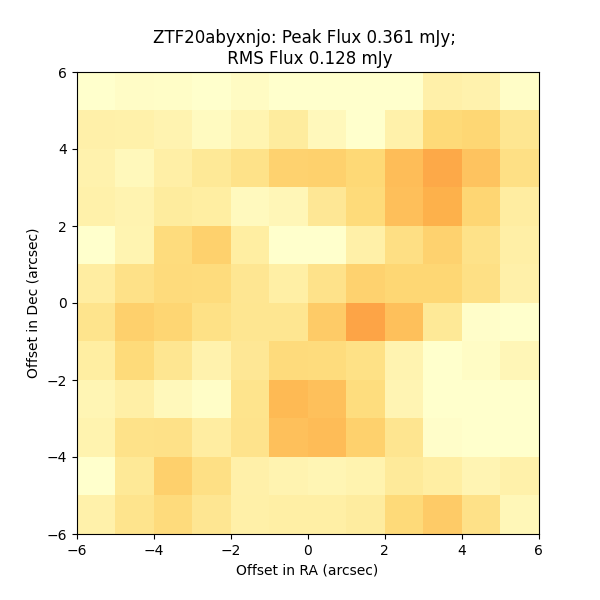 ZTF20abyxnjo: Peak Flux 0.361 mJy;
RMS Flux 0.128 mJy
6
4
2
0
−2
−4
−6
Offset in Dec (arcsec)
−6 −4 −2 0 2 4 6
Offset in RA (arcsec)